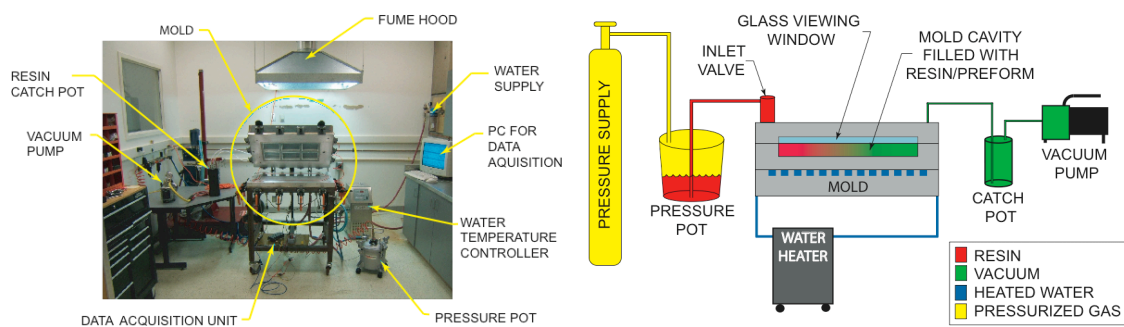 FUME HOOD
MOLD
RESIN
CATCH POT
WATER
SUPPLY
VACUUM
PUMP
PC FOR
DATA
AQUISITION
WATER
TEMPERATURE
CONTROLLER
DATA ACQUISITION UNIT
PRESSURE POT
GLASS VIEWING
WINDOW
INLET
VALVE
MOLD CAVITY
FILLED WITH
RESIN/PREFORM
PRESSURE SUPPLY
PRESSURE
POT
MOLD
CATCH
POT
VACUUM
PUMP
WATER
HEATER
RESIN
VACUUM
HEATED WATER
PRESSURIZED GAS